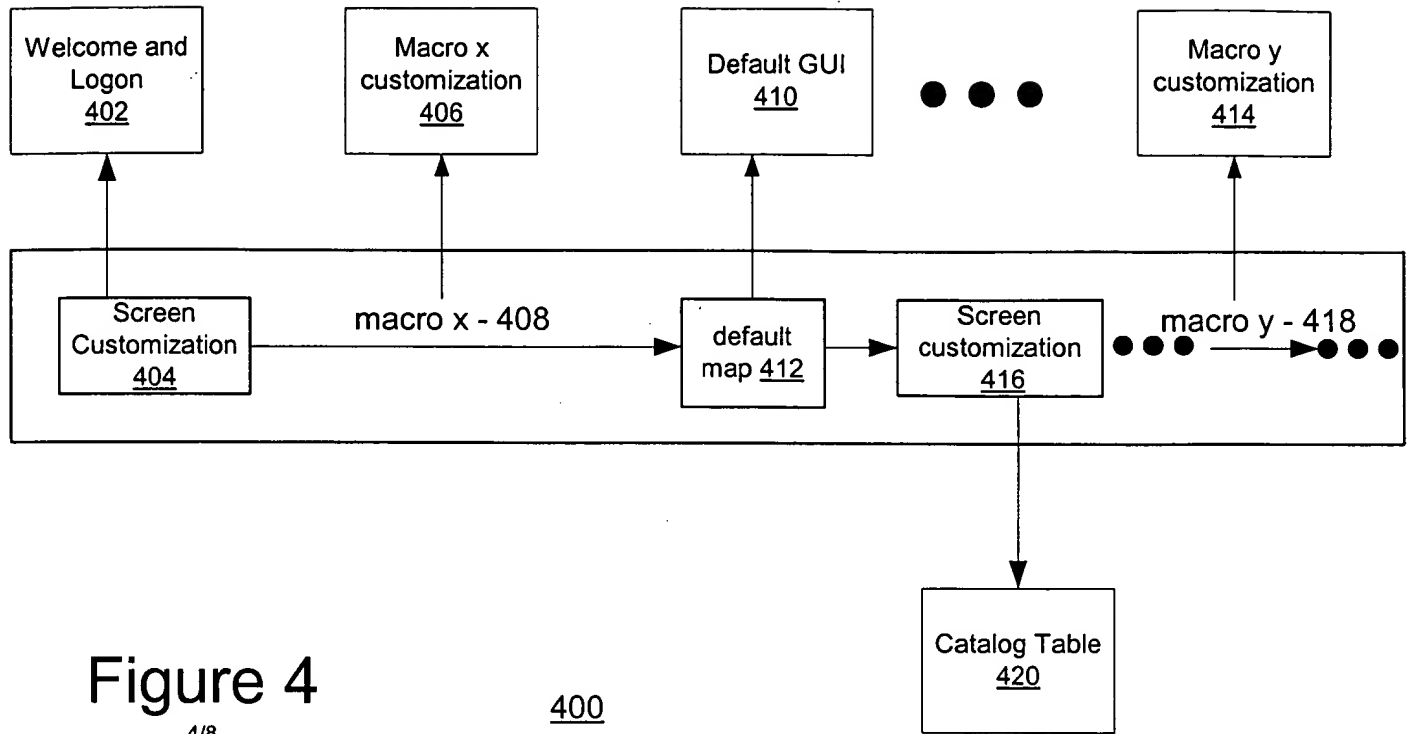 Welcome and
Logon
402
Macro x
customization
406
Default GUI
410
Macro y
customization
414
Screen
Customization
404
macro x - 408
default
map 412
Screen
customization
416
macro y - 418
Catalog Table
420
Figure 4
4/8
400